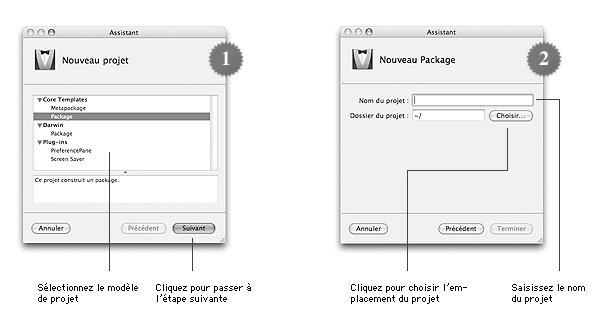 Assistant
Nouveau projet
1
Core Templates
Metapackage
Package
Darwin
Package
Plug-ins
PreferencePane
Screen Saver
Ce projet construit un package.
Annuler
Précédent
Suivant
Sélectionnez le modèle
de projet
Cliquez pour passer à
l'étape suivante
Assistant
Nouveau Package
2
Nom du projet :
Dossier du projet : ~/
Choisir...
Annuler
Précédent
Terminer
Cliquez pour choisir l'em-
placement du projet
Saisissez le nom
du projet